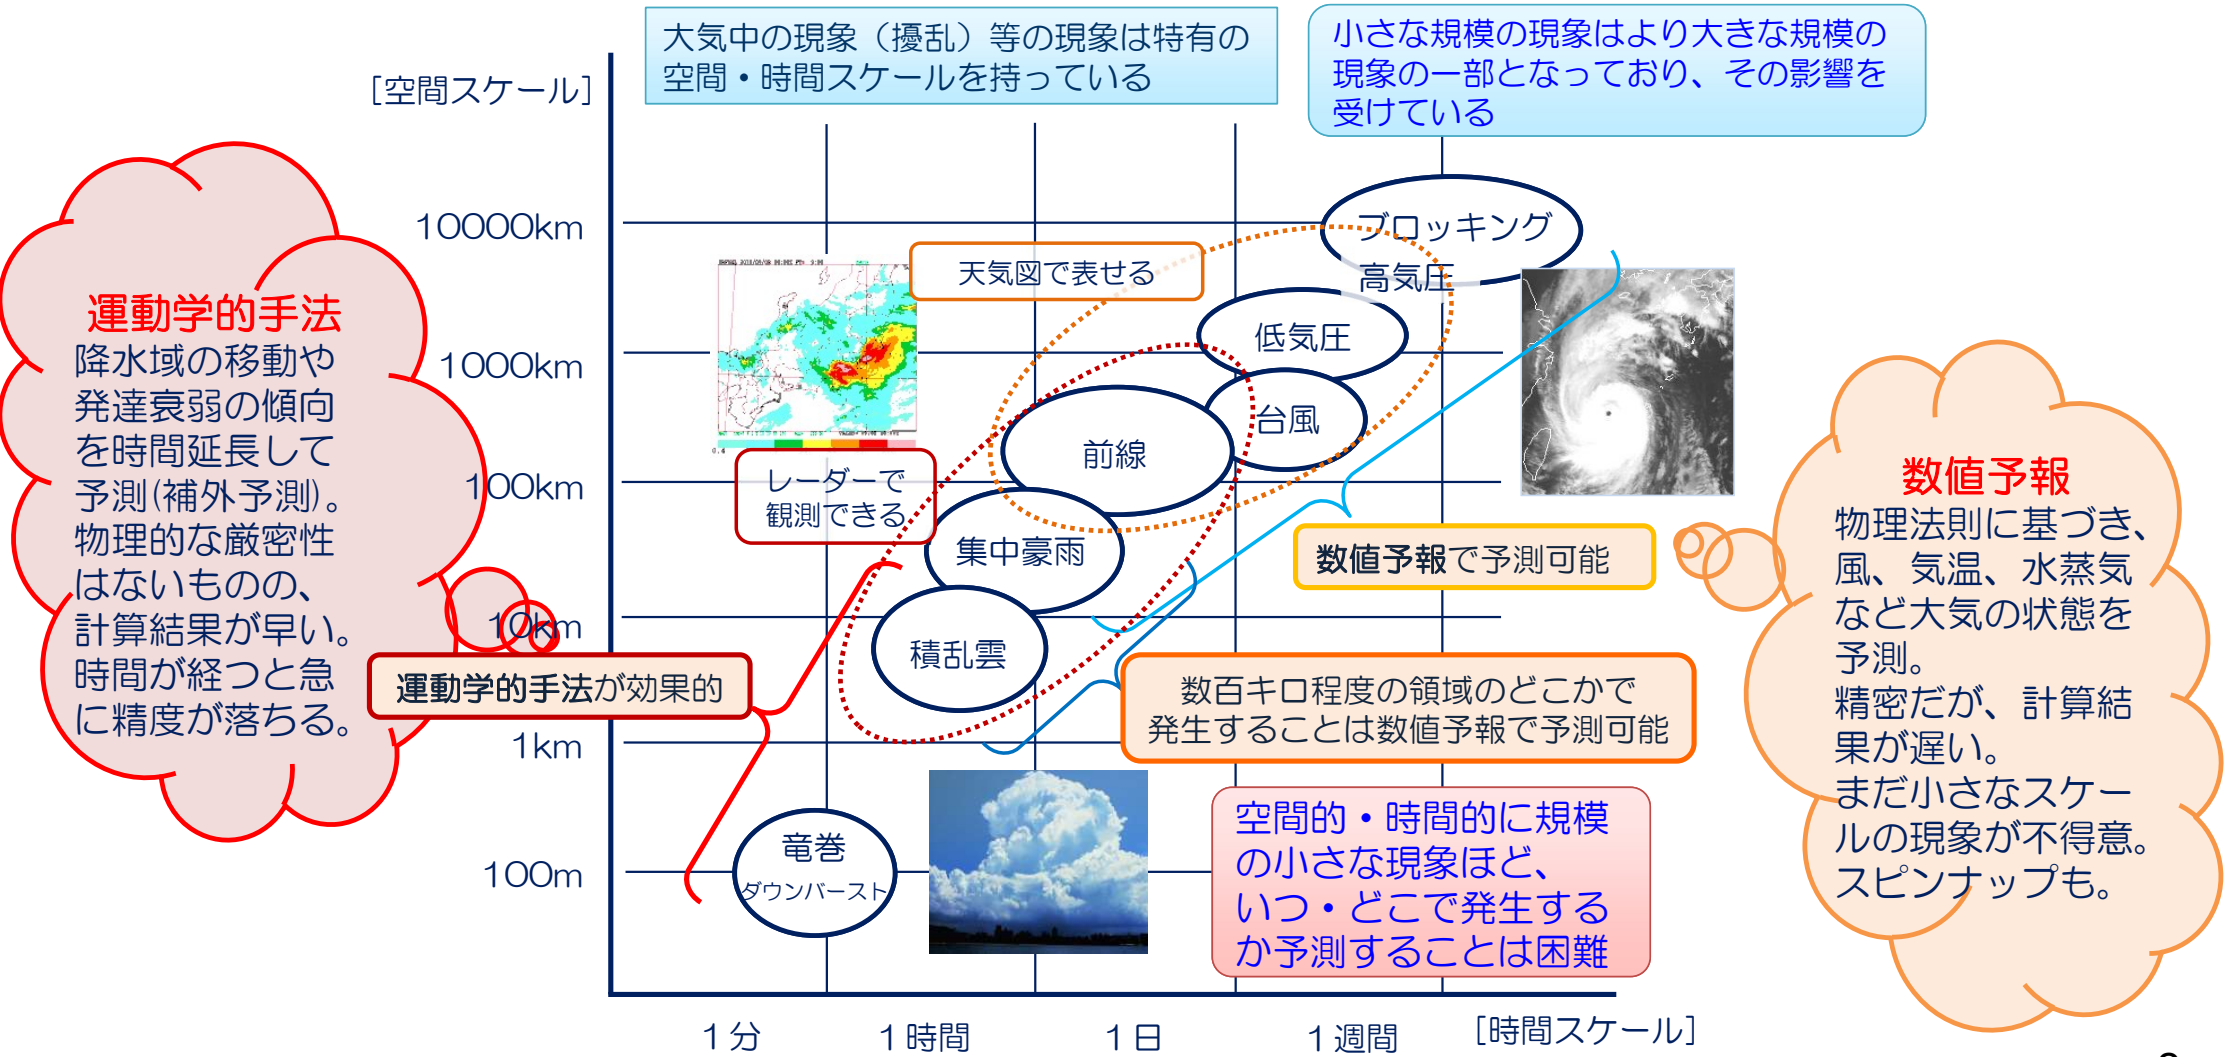 大気中の現象（擾乱）等の現象は特有の
空間・時間スケールを持っている
小さな規模の現象はより大きな規模の
現象の一部となっており、その影響を
受けている
［空間スケール］
10000km
1000km
100km
10km
1km
100m
運動学的手法
降水域の移動や
発達衰弱の傾向
を時間延長して
予測(補外予測)。
物理的な厳密性
はないものの、
計算結果が早い。
時間が経つと急
に精度が落ちる。
運動学的手法が効果的
天気図で表せる
レーダーで
観測できる
ブロッキング
高気圧
低気圧
台風
前線
集中豪雨
積乱雲
竜巻
ダウンバースト
数値予報で予測可能
数百キロ程度の領域のどこかで
発生することは数値予報で予測可能
空間的・時間的に規模
の小さな現象ほど、
いつ・どこで発生する
か予測することは困難
数値予報
物理法則に基づき、
風、気温、水蒸気
など大気の状態を
予測。
精密だが、計算結
果が遅い。
まだ小さなスケー
ルの現象が不得意。
スピンナップも。
１分
１時間
１日
１週間
［時間スケール］